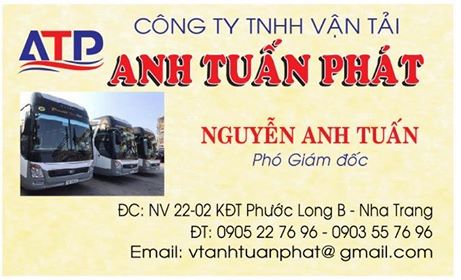 ATP
CÔNG TY TNHH VẬN TẢI
ANH TUẤN PHÁT
NGUYỄN ANH TUẤN
Phó Giám đốc
ĐC: NV 22-02 KĐT Phước Long B - Nha Trang
ĐT: 0905 22 76 96 - 0903 55 76 96
Email: vtanhtuanphat@ gmail.com